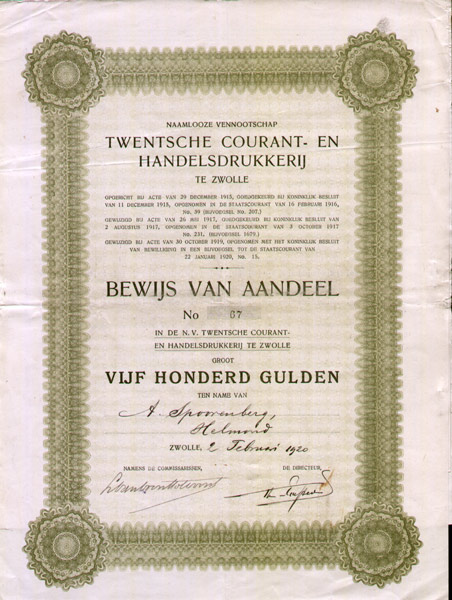 NAAMLOOZE VENNOOTSCHAP
TWENTSCHE COURANT- EN
HANDELSDRUKKERIJ
TE ZWOLLE
OPGERICHT BIJ ACTE VAN 29 DECEMBER 1915, GOEDGEKEURD BIJ KONINKLIJK BESLUIT
VAN 11 DECEMBER 1915, OPGENOMEN IN DE STAATSCOURANT VAN 16 FEBRUARI 1916,
No. 39 (BIJVOEGSEL No. 207.)
GEWIJZIGD BIJ ACTE VAN 26 MEI 1917, GOEDGEKEURD BIJ KONINKLIJK BESLUIT VAN
2 AUGUSTUS 1917, OPGENOMEN IN DE STAATSCOURANT VAN 3 OCTOBER 1917
No. 231, (BIJVOEGSEL 1679.)
GEWIJZIGD BIJ ACTE VAN 30 OCTOBER 1919, OPGENOMEN MET HET KONINKLIJK BESLUIT
VAN BEWILLIGING IN EEN BIJVOEGSEL TOT DE STAATSCOURANT VAN
22 JANUARI 1920, No. 15.
BEWIJS VAN AANDEEL
No 67
IN DE N.V. TWENTSCHE COURANT-
EN HANDELSDRUKKERIJ TE ZWOLLE
GROOT
VIJF HONDERD GULDEN
TEN NAME VAN
A. Spoorenberg,
Helmond
ZWOLLE, 2 Februari 1920
NAMENS DE COMMISSARISSEN, DE DIRECTEUR,